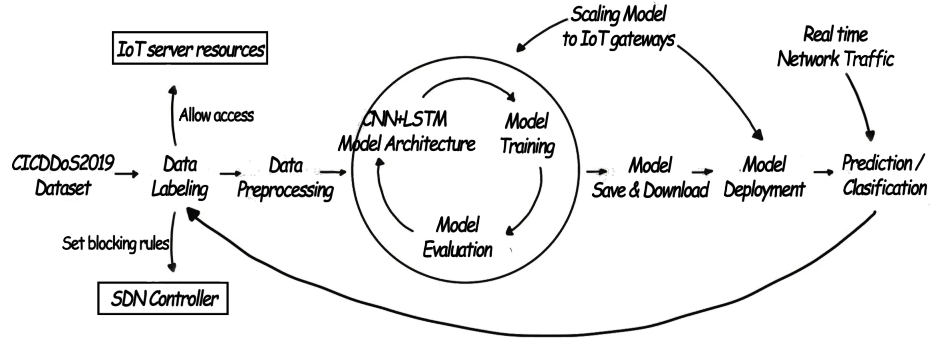 Scaling Model
to IoT gateways
Real time
Network Traffic
IoT server resources
Allow access
CNN+LSTM
Model Architecture
Model
Training
CICDDoS2019
Dataset
Data
Labeling
Data
Preprocessing
Model
Save & Download
Model
Deployment
Prediction /
Clasification
Model
Evaluation
Set blocking rules
SDN Controller